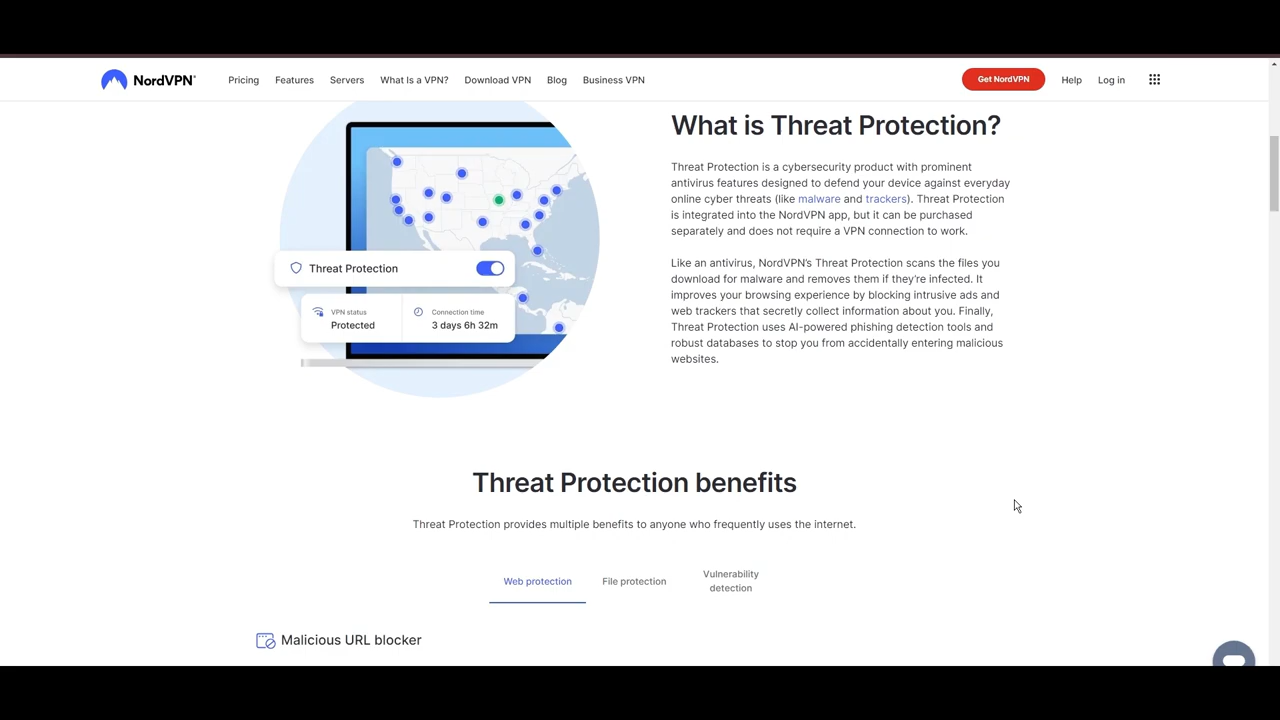 NordVPN®
Pricing
Features
Servers
What Is a VPN?
Download VPN
Blog
Business VPN
Get NordVPN
Help
Log in
Threat Protection
VPN status
Protected
Connection time
3 days 6h 32m
What is Threat Protection?
Threat Protection is a cybersecurity product with prominent
antivirus features designed to defend your device against everyday
online cyber threats (like malware and trackers). Threat Protection
is integrated into the NordVPN app, but it can be purchased
separately and does not require a VPN connection to work.
Like an antivirus, NordVPN’s Threat Protection scans the files you
download for malware and removes them if they’re infected. It
improves your browsing experience by blocking intrusive ads and
web trackers that secretly collect information about you. Finally,
Threat Protection uses AI-powered phishing detection tools and
robust databases to stop you from accidentally entering malicious
websites.
Threat Protection benefits
Threat Protection provides multiple benefits to anyone who frequently uses the internet.
Web protection
File protection
Vulnerability
detection
Malicious URL blocker